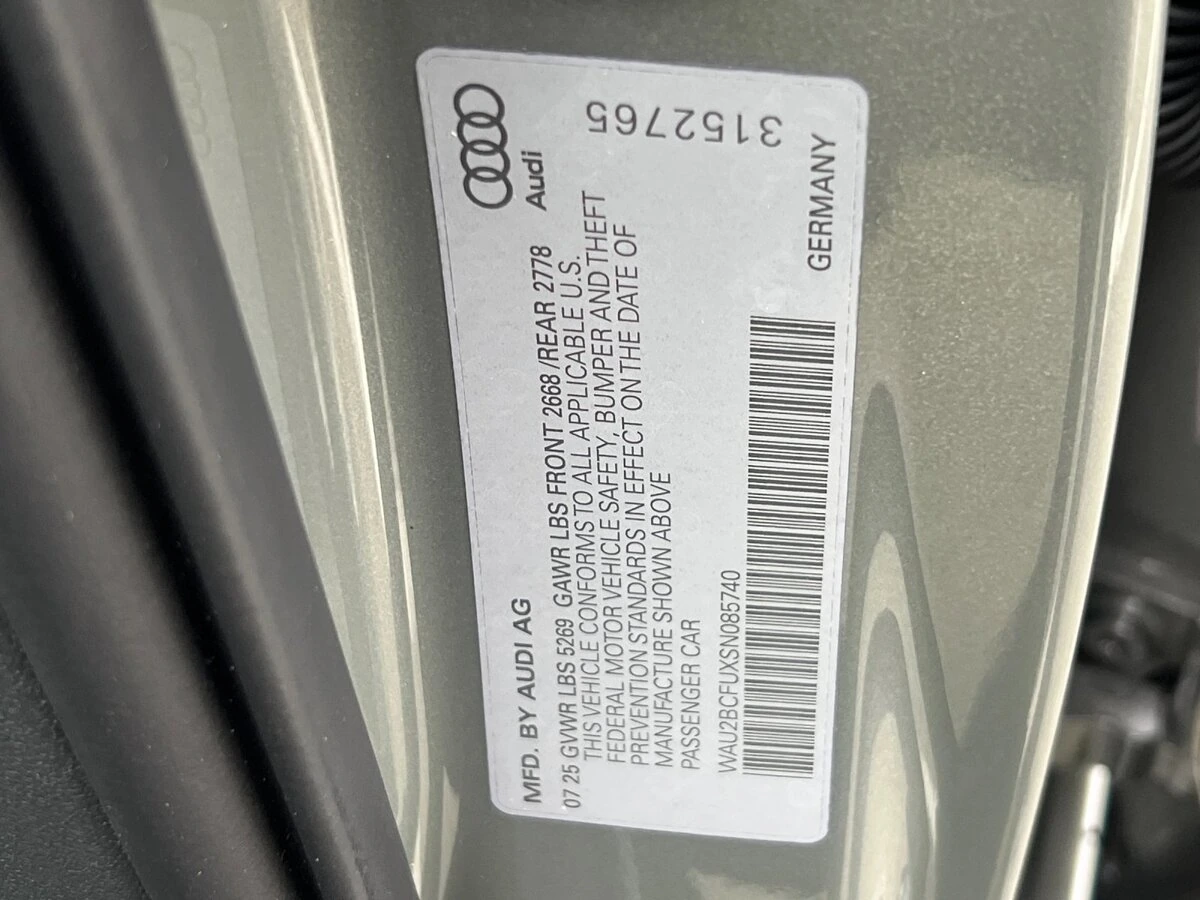 MFD. BY AUDI AG
Audi
07 25 GVWR LBS 5269 GAWR LBS FRONT 2668 /REAR 2778
THIS VEHICLE CONFORMS TO ALL APPLICABLE U.S.
FEDERAL MOTOR VEHICLE SAFETY, BUMPER AND THEFT
PREVENTION STANDARDS IN EFFECT ON THE DATE OF
MANUFACTURE SHOWN ABOVE
PASSENGER CAR
WAU2BCFUXSN085740
GERMANY
3152765